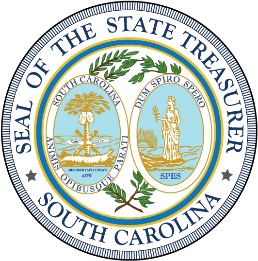 SEAL OF THE STATE TREASURER
SOUTH CAROLINA
SOUTH CAROLINA
ANIMIS OPIBUSQUE PARATI
DUM SPIRO SPERO
SPES